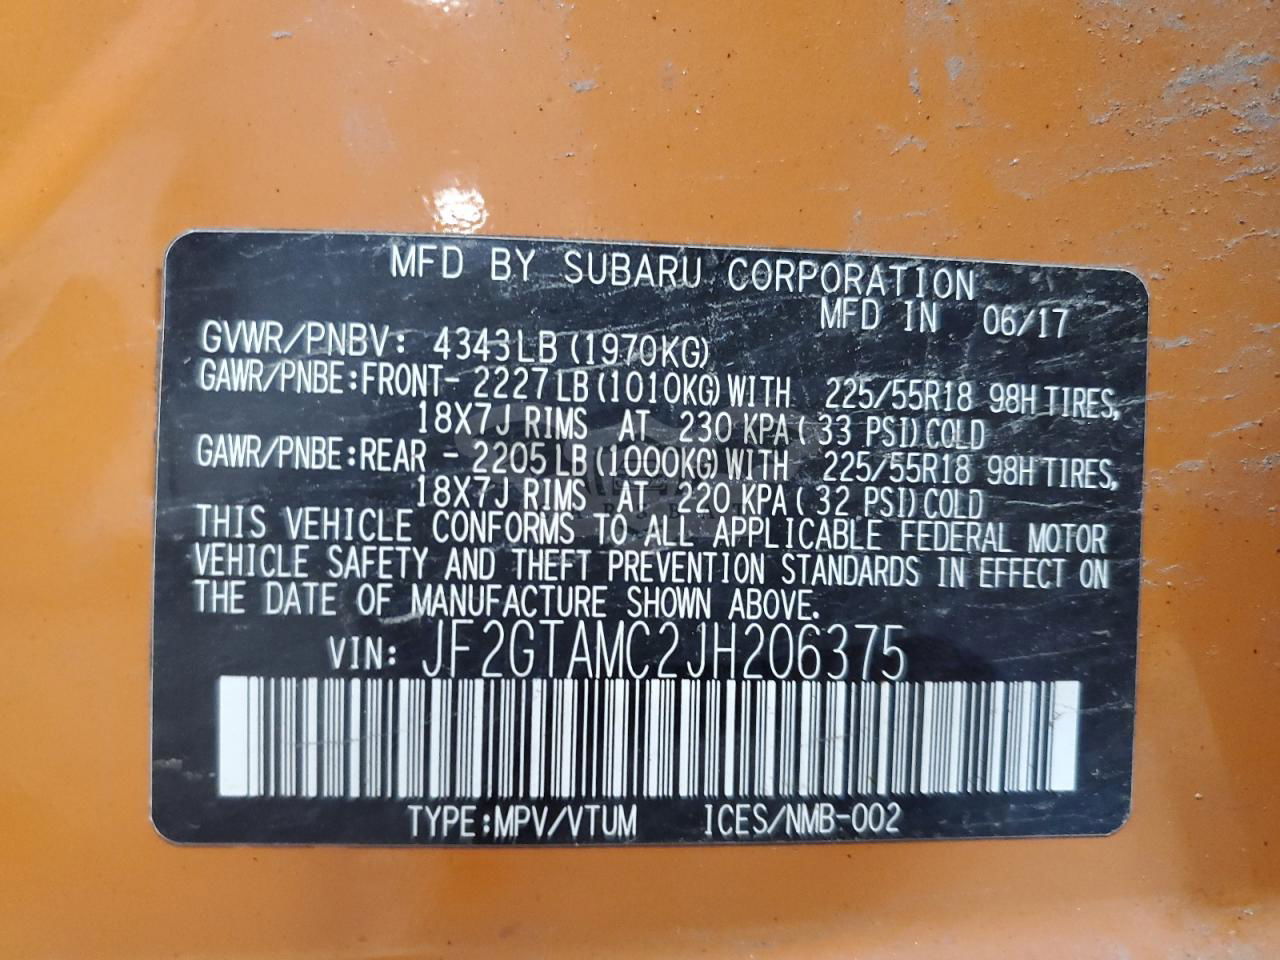 MFD BY SUBARU CORPORATION
MFD IN 06/17
GVWR/PNBV: 4343LB (1970KG)
GAWR/PNBE:FRONT- 2227LB (1010KG) WITH 225/55R18 98H TIRES,
18X7J RIMS AT 230 KPA ( 33 PSI) COLD
GAWR/PNBE:REAR - 2205LB (1000KG) WITH 225/55R18 98H TIRES,
18X7J RIMS AT 220 KPA ( 32 PSI) COLD
THIS VEHICLE CONFORMS TO ALL APPLICABLE FEDERAL MOTOR
VEHICLE SAFETY AND THEFT PREVENTION STANDARDS IN EFFECT ON
THE DATE OF MANUFACTURE SHOWN ABOVE.
VIN: JF2GTAMC2JH206375
TYPE:MPV/VTUM ICES/NMB-002